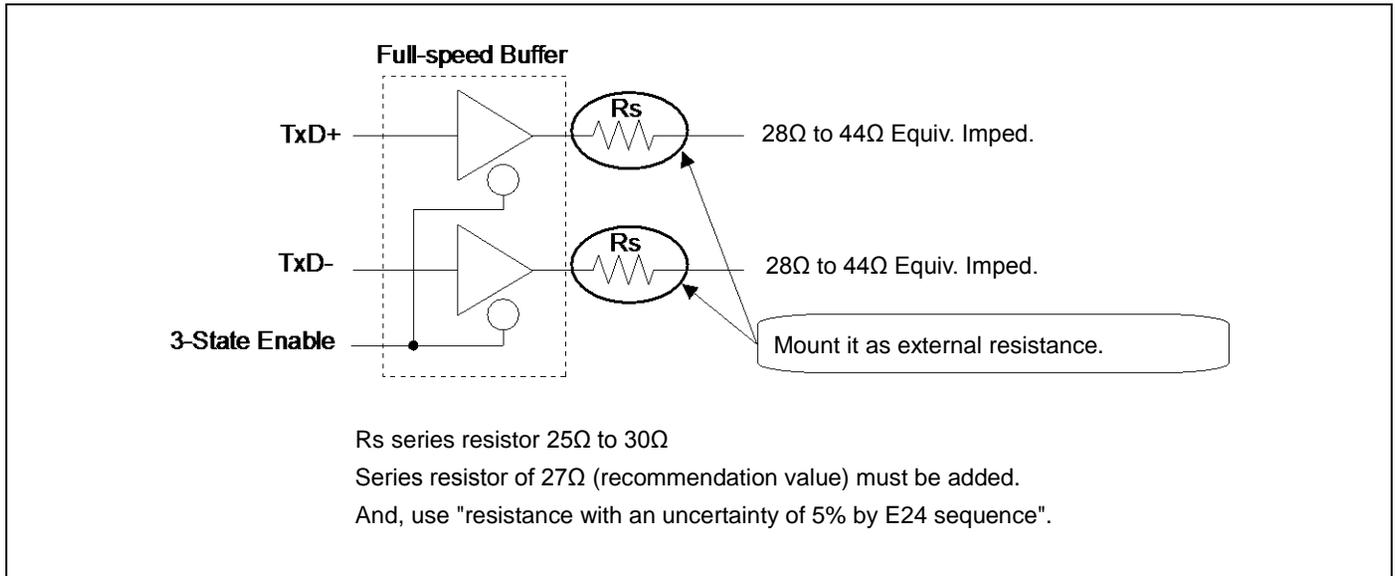 Full-speed Buffer
Rs
TxD+
28Ω to 44Ω Equiv. Imped.
Rs
TxD-
28Ω to 44Ω Equiv. Imped.
3-State Enable
Mount it as external resistance.
Rs series resistor 25Ω to 30Ω
Series resistor of 27Ω (recommendation value) must be added.
And, use "resistance with an uncertainty of 5% by E24 sequence".